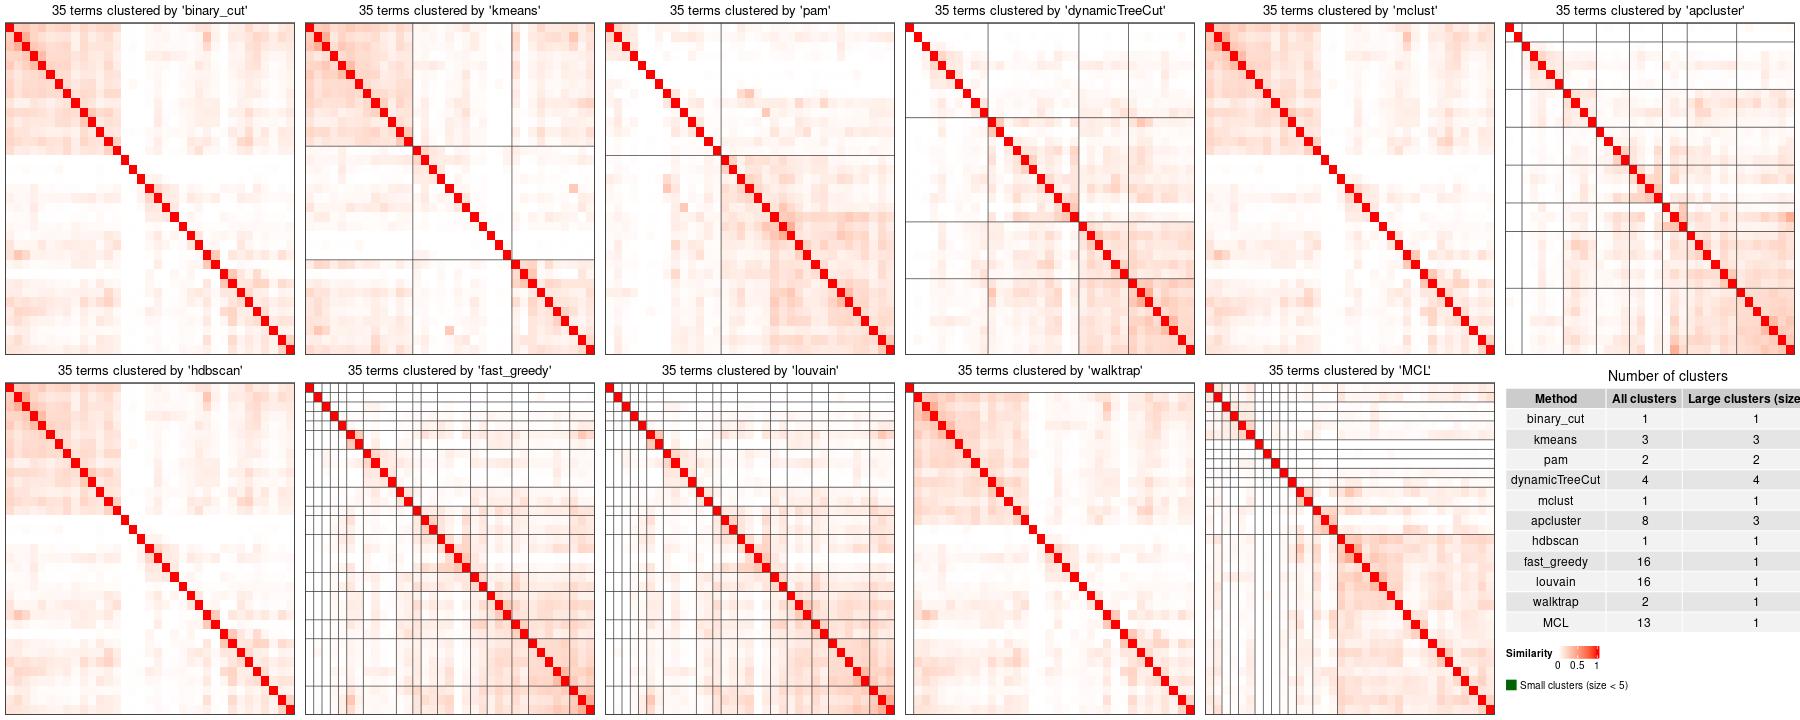 35 terms clustered by 'binary_cut'
35 terms clustered by 'kmeans'
35 terms clustered by 'pam'
35 terms clustered by 'dynamicTreeCut'
35 terms clustered by 'mclust'
35 terms clustered by 'apcluster'
35 terms clustered by 'hdbscan'
35 terms clustered by 'fast_greedy'
35 terms clustered by 'louvain'
35 terms clustered by 'walktrap'
35 terms clustered by 'MCL'
Number of clusters
Method All clusters Large clusters (size
binary_cut 1 1
kmeans 3 3
pam 2 2
dynamicTreeCut 4 4
mclust 1 1
apcluster 8 3
hdbscan 1 1
fast_greedy 16 1
louvain 16 1
walktrap 2 1
MCL 13 1
Similarity
0 0.5 1
Small clusters (size < 5)